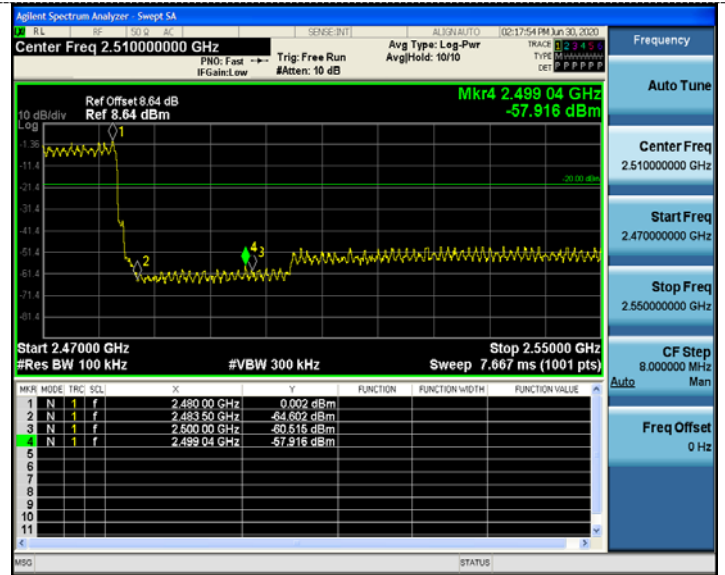 Agilent Spectrum Analyzer - Swept SA
RL RF 50 Ω AC SENSE:INT ALIGNAUTO 02:17:54 PM Jun 30, 2020
Center Freq 2.510000000 GHz
PNO: Fast
IFGain:Low
Trig: Free Run
#Atten: 10 dB
Avg Type: Log-Pwr
Avg|Hold: 10/10
TRACE 1 2 3 4 5 6
TYPE
DET P P P P P P
Ref Offset 8.64 dB
Ref 8.64 dBm
10 dB/div
Log
Mkr4 2.499 04 GHz
-57.916 dBm
-1.36
-11.4
-21.4
-31.4
-41.4
-51.4
-61.4
-71.4
-81.4
-20.00 dBm
1
2
4
3
Start 2.47000 GHz
Stop 2.55000 GHz
#Res BW 100 kHz
#VBW 300 kHz
Sweep 7.667 ms (1001 pts)
MKR MODE TRC SCL X Y FUNCTION FUNCTION WIDTH FUNCTION VALUE
1 N 1 f 2.480 00 GHz 0.002 dBm
2 N 1 f 2.483 50 GHz -64.602 dBm
3 N 1 f 2.500 00 GHz -60.515 dBm
4 N 1 f 2.499 04 GHz -57.916 dBm
5
6
7
8
9
10
11
MSG
STATUS
Frequency
Auto Tune
Center Freq
2.510000000 GHz
Start Freq
2.470000000 GHz
Stop Freq
2.550000000 GHz
CF Step
8.000000 MHz
Auto Man
Freq Offset
0 Hz